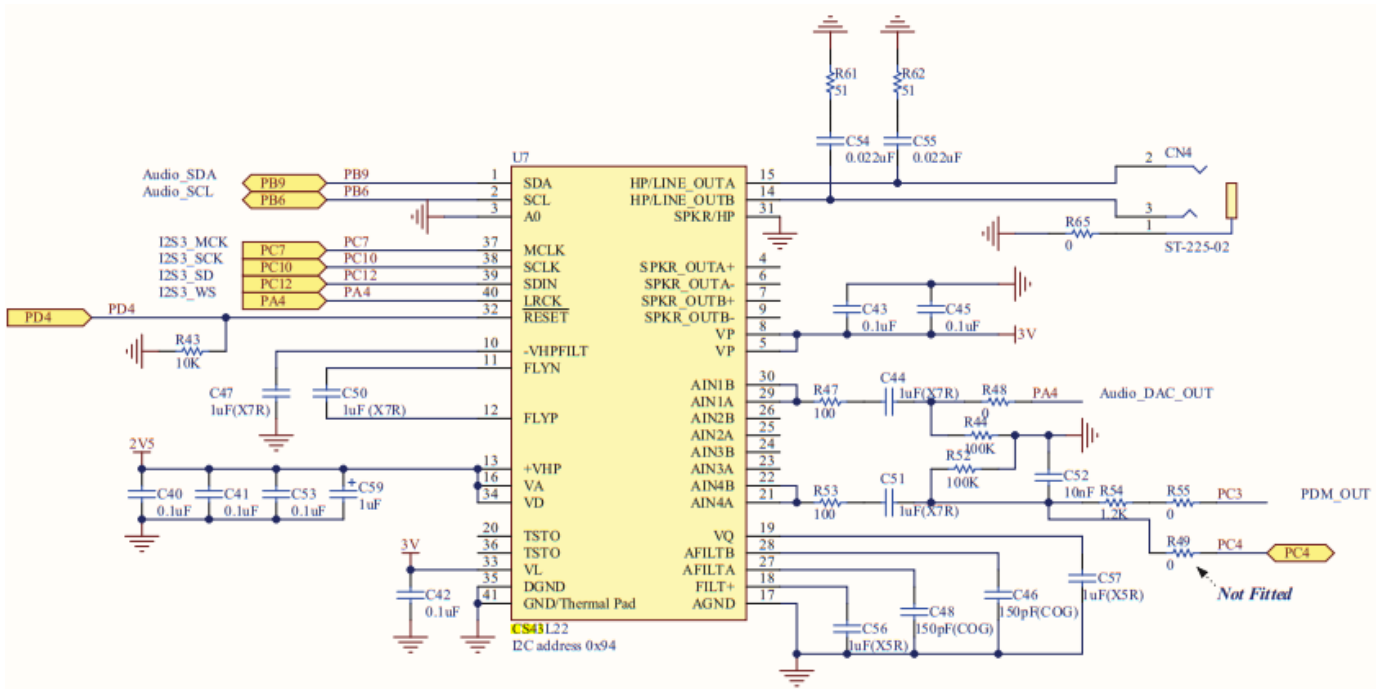 R61
51
R62
51
C54
0.022uF
C55
0.022uF
CN4
2
3
1
ST-225-02
R65
0
U7
Audio_SDA
PB9
PB9
1
SDA
Audio_SCL
PB6
PB6
2
SCL
3
A0
I2S3_MCK
PC7
PC7
37
MCLK
I2S3_SCK
PC10
PC10
38
SCLK
I2S3_SD
PC12
PC12
39
SDIN
I2S3_WS
PA4
PA4
40
LRCK
PD4
PD4
32
RESET
R43
10K
10
-VHPFILT
11
FLYN
12
FLYP
C47
1uF(X7R)
C50
1uF (X7R)
2V5
13
+VHP
16
VA
34
VD
C40
0.1uF
C41
0.1uF
C53
0.1uF
+
C59
1uF
20
TSTO
36
TSTO
3V
33
VL
35
DGND
41
GND/Thermal Pad
C42
0.1uF
CS43L22
I2C address 0x94
HP/LINE_OUTA
15
HP/LINE_OUTB
14
SPKR/HP
31
SPKR_OUTA+
4
SPKR_OUTA-
6
SPKR_OUTB+
7
SPKR_OUTB-
9
VP
8
VP
5
C43
0.1uF
C45
0.1uF
3V
AIN1B
30
AIN1A
29
AIN2B
26
AIN2A
25
AIN3B
24
AIN3A
23
AIN4B
22
AIN4A
21
R47
100
C44
1uF(X7R)
R48
0
PA4
Audio_DAC_OUT
R44
100K
R52
100K
C52
10nF
R53
100
C51
1uF(X7R)
R54
1.2K
R55
0
PC3
PDM_OUT
R49
0
PC4
PC4
Not Fitted
VQ
19
AFILTB
28
AFILTA
27
FILT+
18
AGND
17
C57
1uF(X5R)
C46
150pF(COG)
C48
150pF(COG)
C56
1uF(X5R)